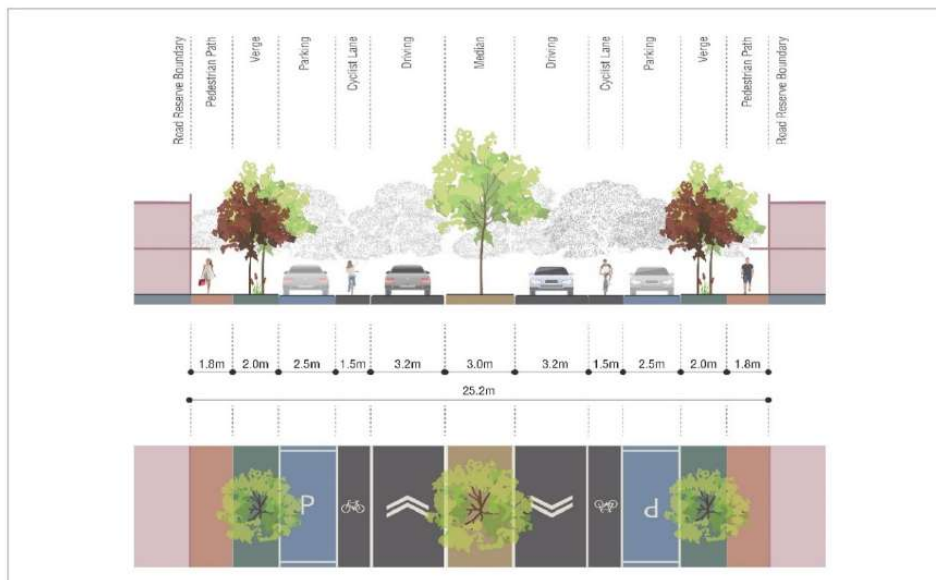 Road Reserve Boundary
Pedestrian Path
Verge
Parking
Cyclist Lane
Driving
Median
Driving
Cyclist Lane
Parking
Verge
Pedestrian Path
Road Reserve Boundary
1.8m 2.0m 2.5m 1.5m 3.2m 3.0m 3.2m 1.5m 2.5m 2.0m 1.8m
25.2m
P P